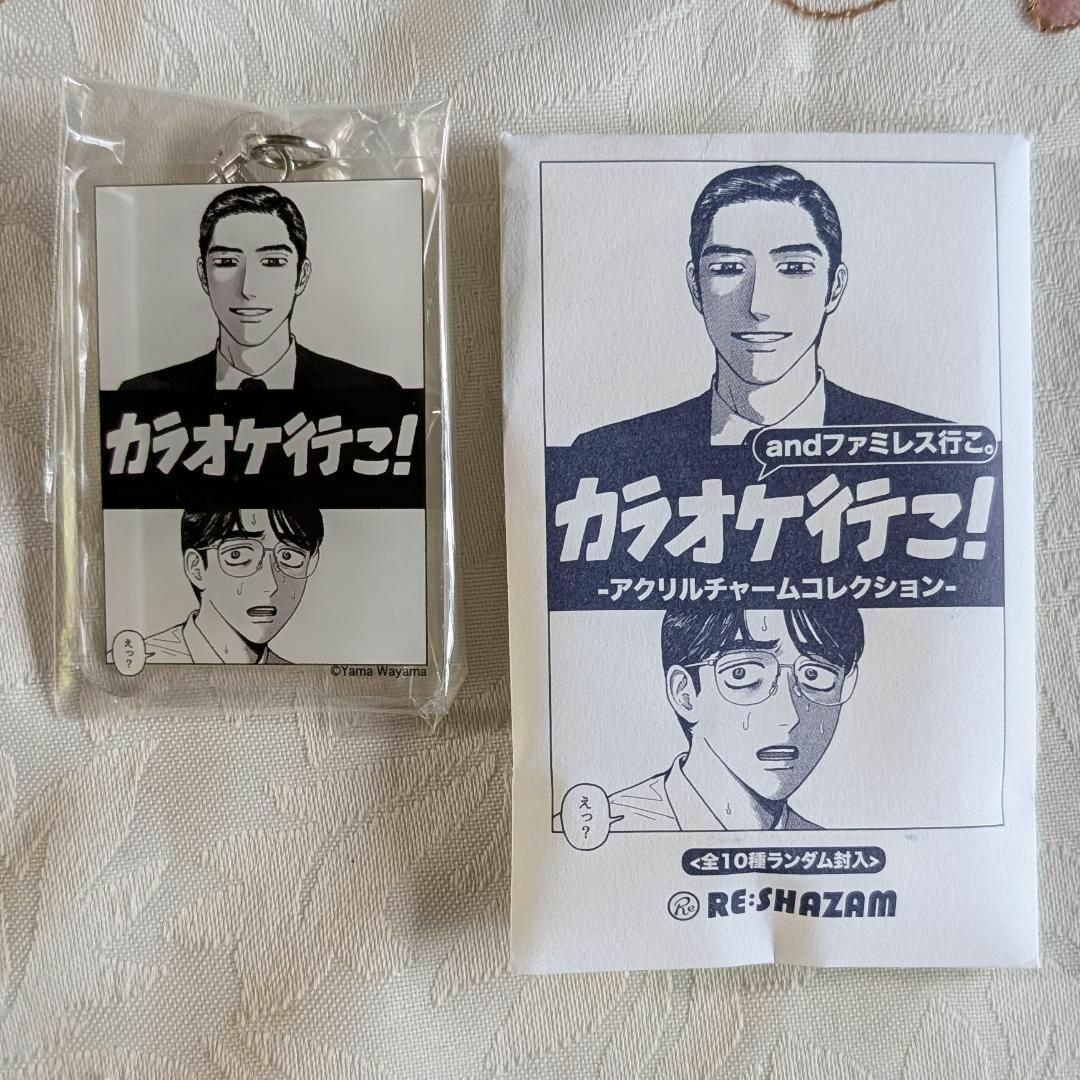 カラオケ行こ!
えっ?
©Yama Wayama
andファミレス行こ。
カラオケ行こ!
-アクリルチャームコレクション-
えっ?
<全10種ランダム封入>
Re RE:SHAZAM